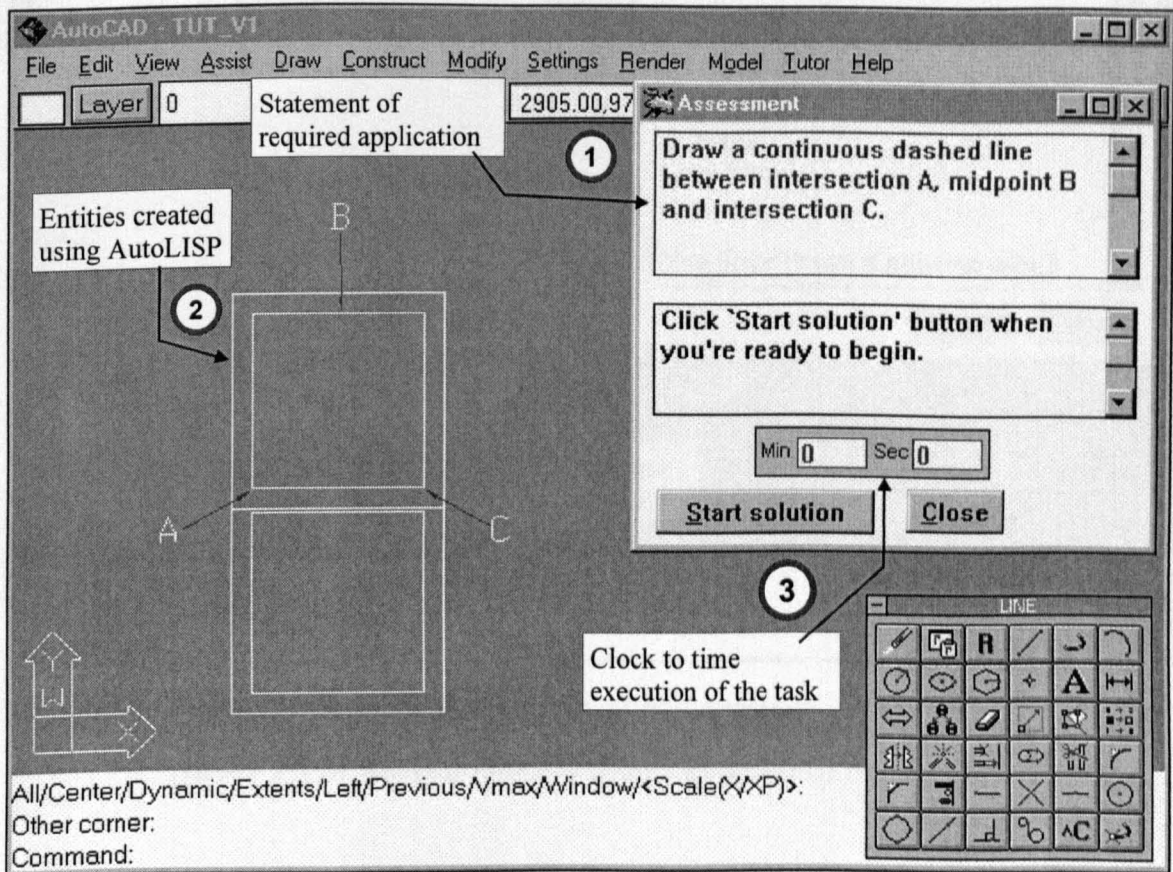 AutoCAD - TUT_V1
File Edit View Assist Draw Construct Modify Settings Render Model Tutor Help
Layer 0
2905.00,97
Statement of
required application
1
Assessment
Draw a continuous dashed line
between intersection A, midpoint B
and intersection C.
Entities created
using AutoLISP
2
B
Click `Start solution' button when
you're ready to begin.
Min 0 Sec 0
Start solution Close
A
C
3
Clock to time
execution of the task
LINE
R
A
^C
Y
W
X
All/Center/Dynamic/Extents/Left/Previous/Vmax/Window/<Scale(X/XP)>:
Other corner:
Command: